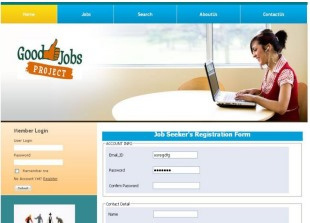 Home Jobs Search AboutUs ContactUs
Good Jobs
PROJECT
Member Login
User Login
Password
Remember me
No Account Yet? Register
Submit
Job Seeker's Registration Form
ACCOUNT INFO
Email_ID
Password
Confirm Password
Contact Detail
Name